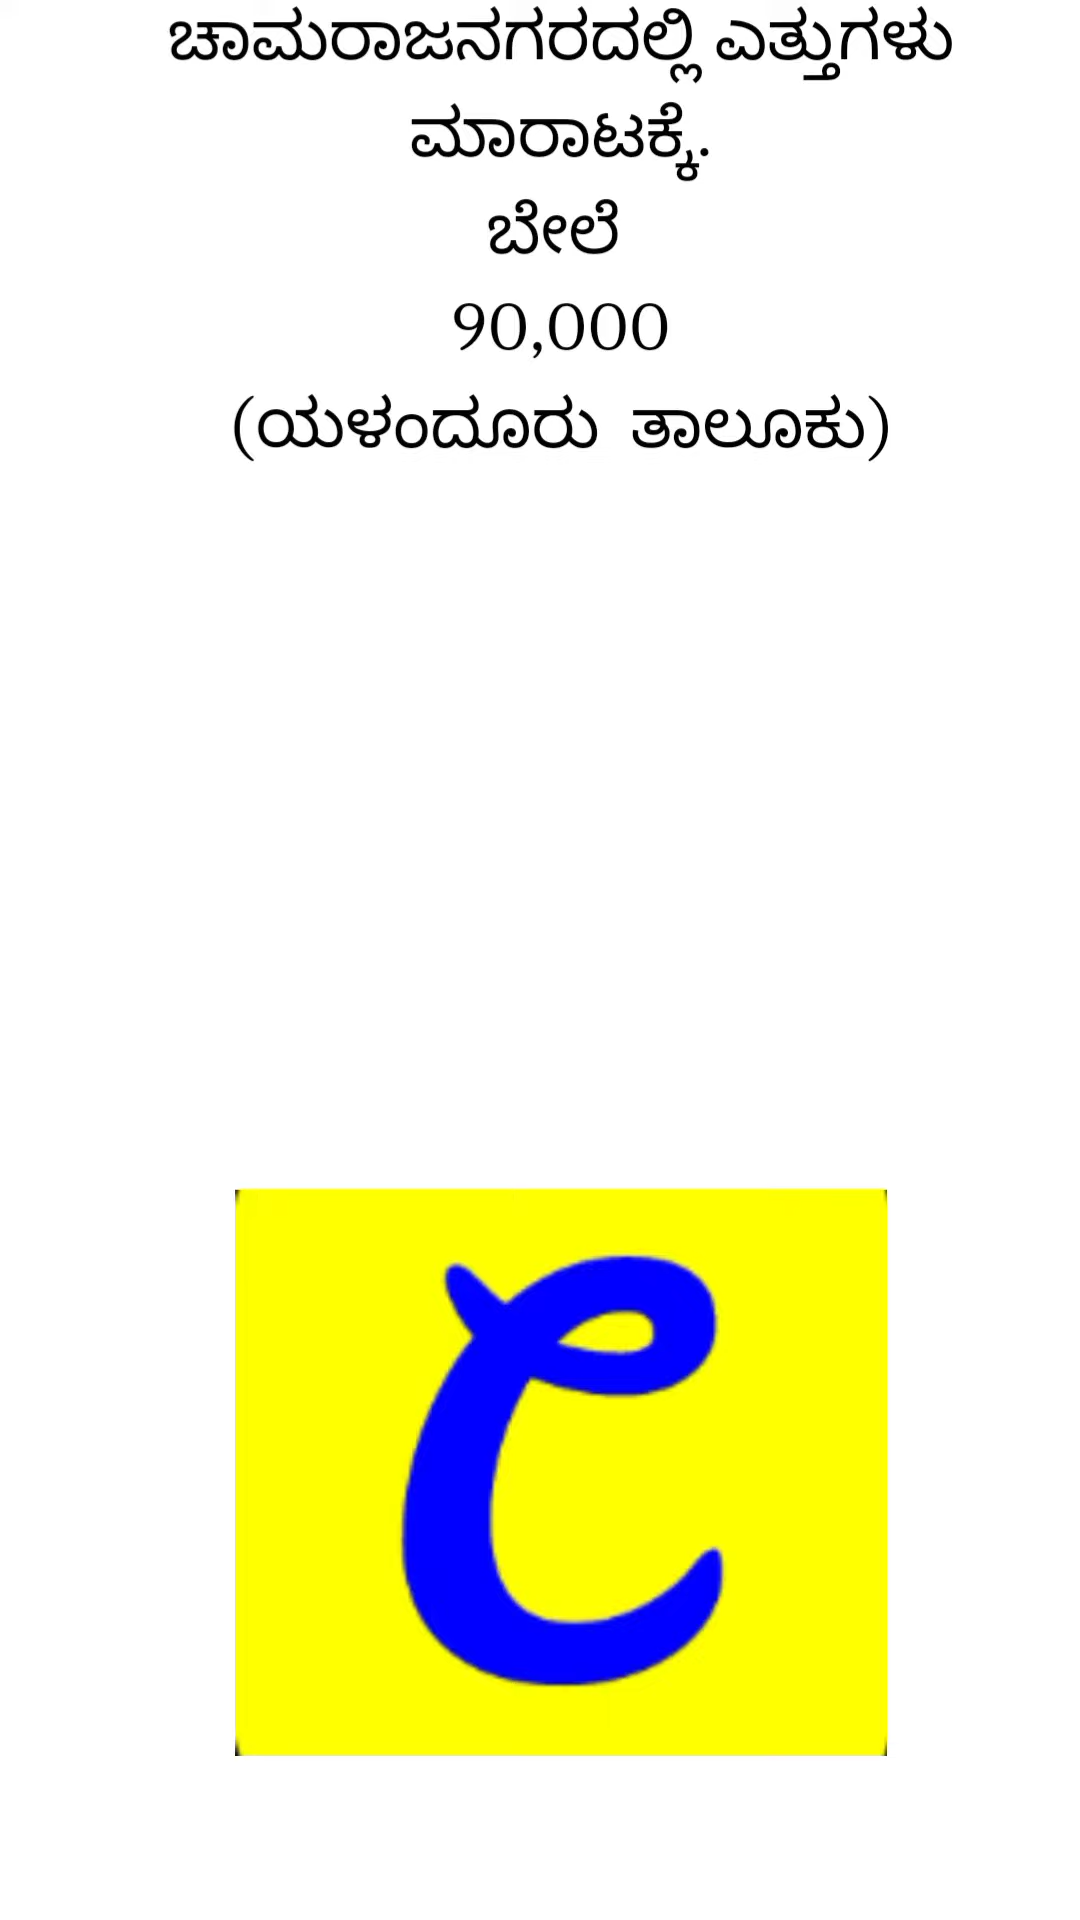 ಚಾಮರಾಜನಗರದಲ್ಲಿ ಎತ್ತುಗಳು
ಮಾರಾಟಕ್ಕೆ.
ಬೇಲೆ
90,000
(ಯಳಂದೂರು ತಾಲೂಕು)
C